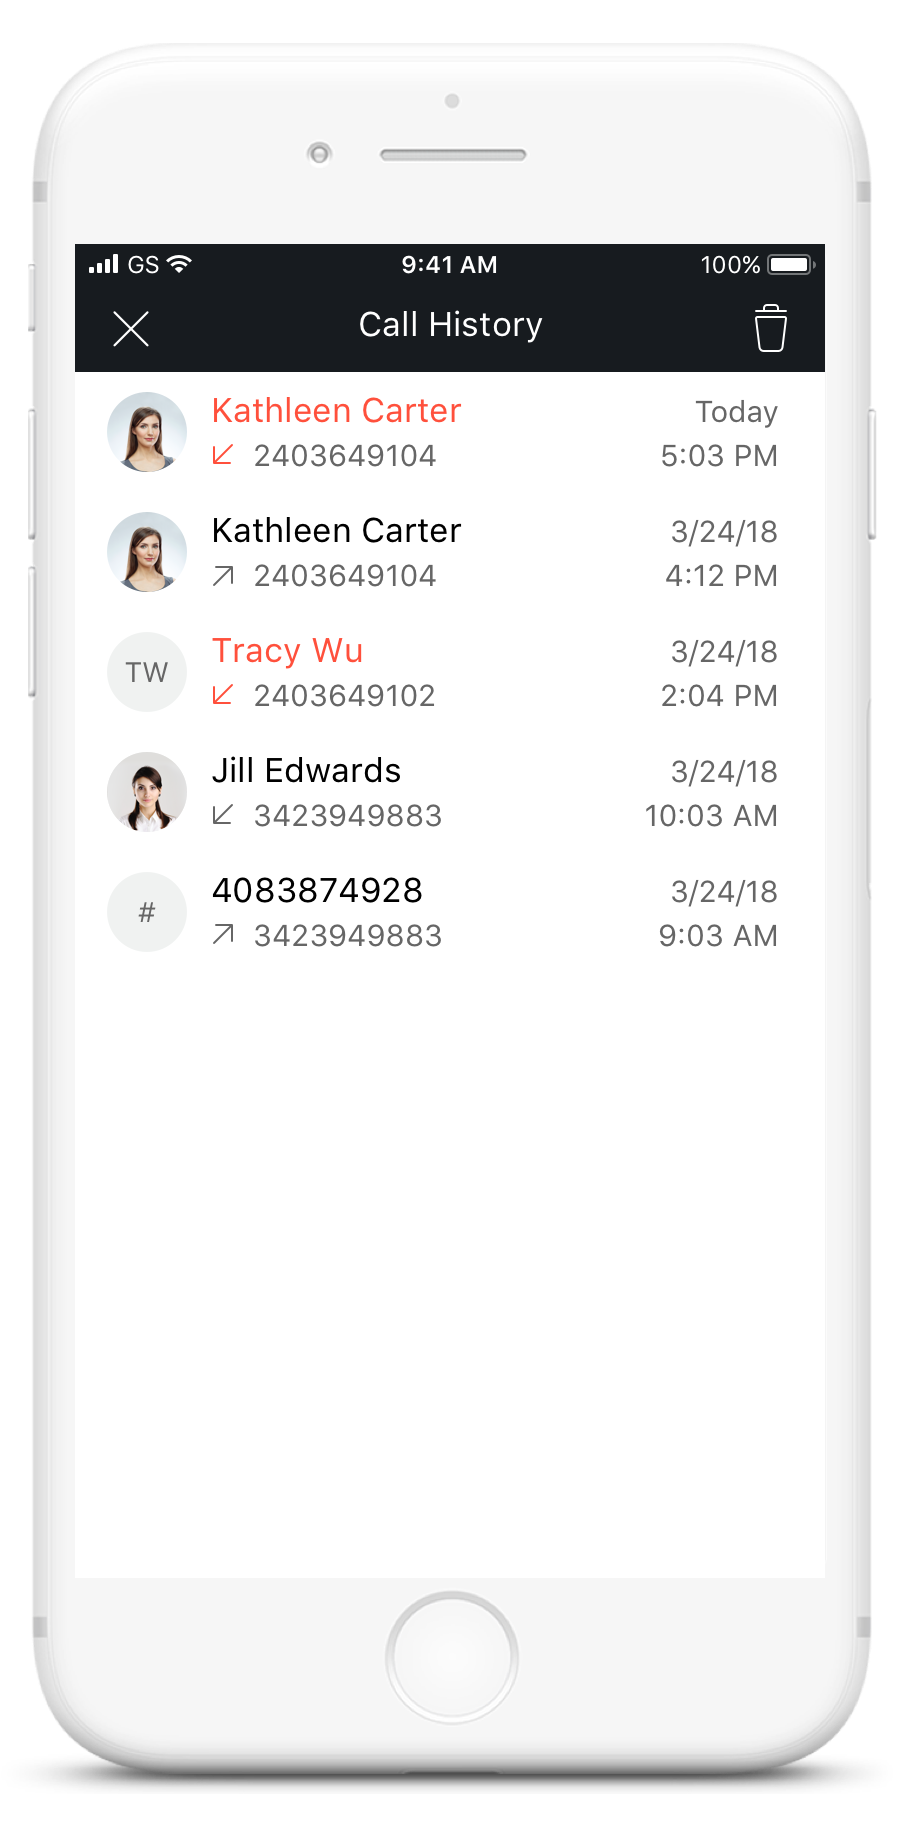 GS 9:41 AM 100%
Call History
Kathleen Carter Today
2403649104 5:03 PM
Kathleen Carter 3/24/18
2403649104 4:12 PM
TW Tracy Wu 3/24/18
2403649102 2:04 PM
Jill Edwards 3/24/18
3423949883 10:03 AM
# 4083874928 3/24/18
3423949883 9:03 AM